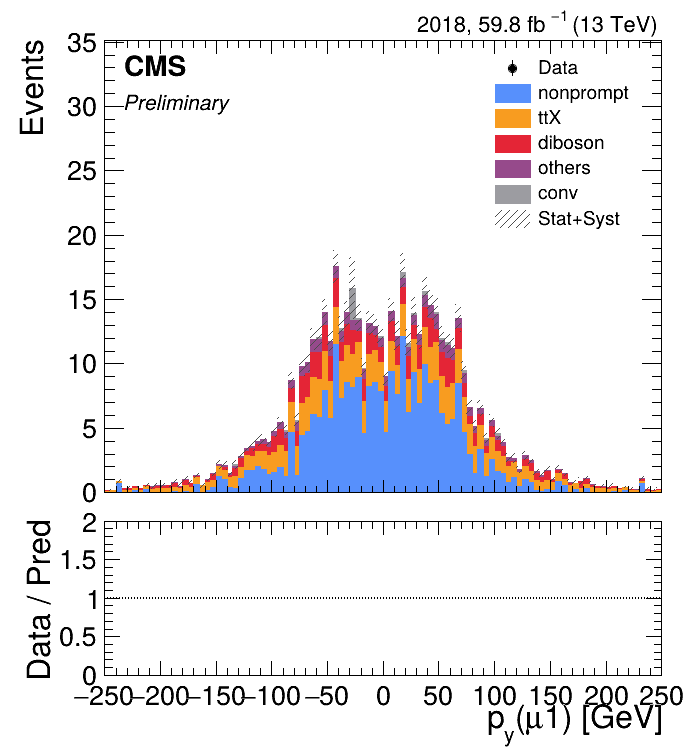 2018, 59.8 fb⁻¹ (13 TeV)
CMS
Preliminary
Data
nonprompt
ttX
diboson
others
conv
Stat+Syst
Events
35
30
25
20
15
10
5
0
Data / Pred
2
1.5
1
0.5
0
−250 −200 −150 −100 −50 0 50 100 150 200 250
p_y(μ1) [GeV]